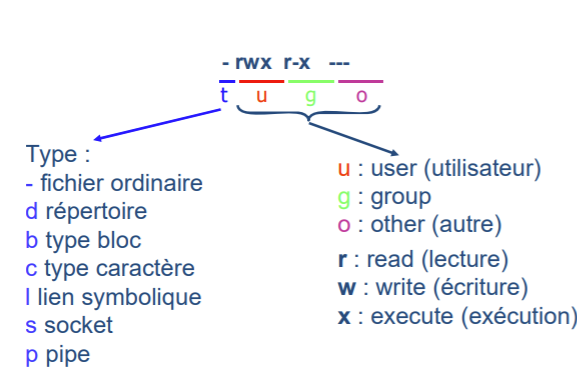 - rwx r-x ---
t u g o
Type :
- fichier ordinaire
d répertoire
b type bloc
c type caractère
l lien symbolique
s socket
p pipe
u : user (utilisateur)
g : group
o : other (autre)
r : read (lecture)
w : write (écriture)
x : execute (exécution)